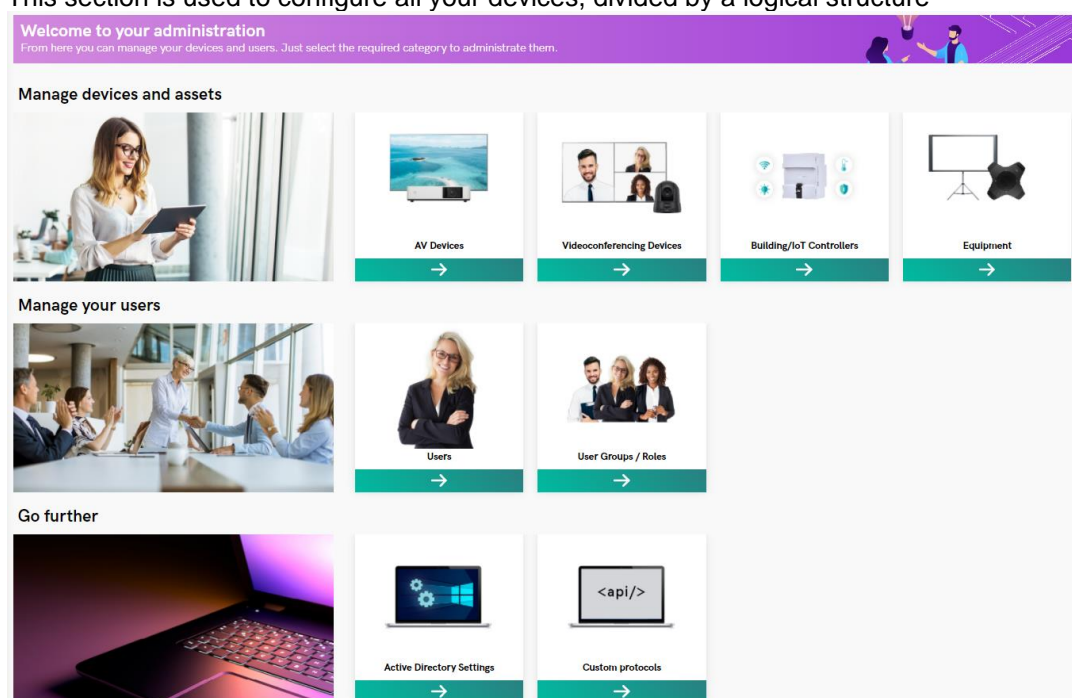 This section is used to configure all your devices, divided by a logical structure
Welcome to your administration
From here you can manage your devices and users. Just select the required category to administrate them.
Manage devices and assets
AV Devices
Videoconferencing Devices
Building/IoT Controllers
Equipment
Manage your users
Users
User Groups / Roles
Go further
<api/>
Active Directory Settings
Custom protocols